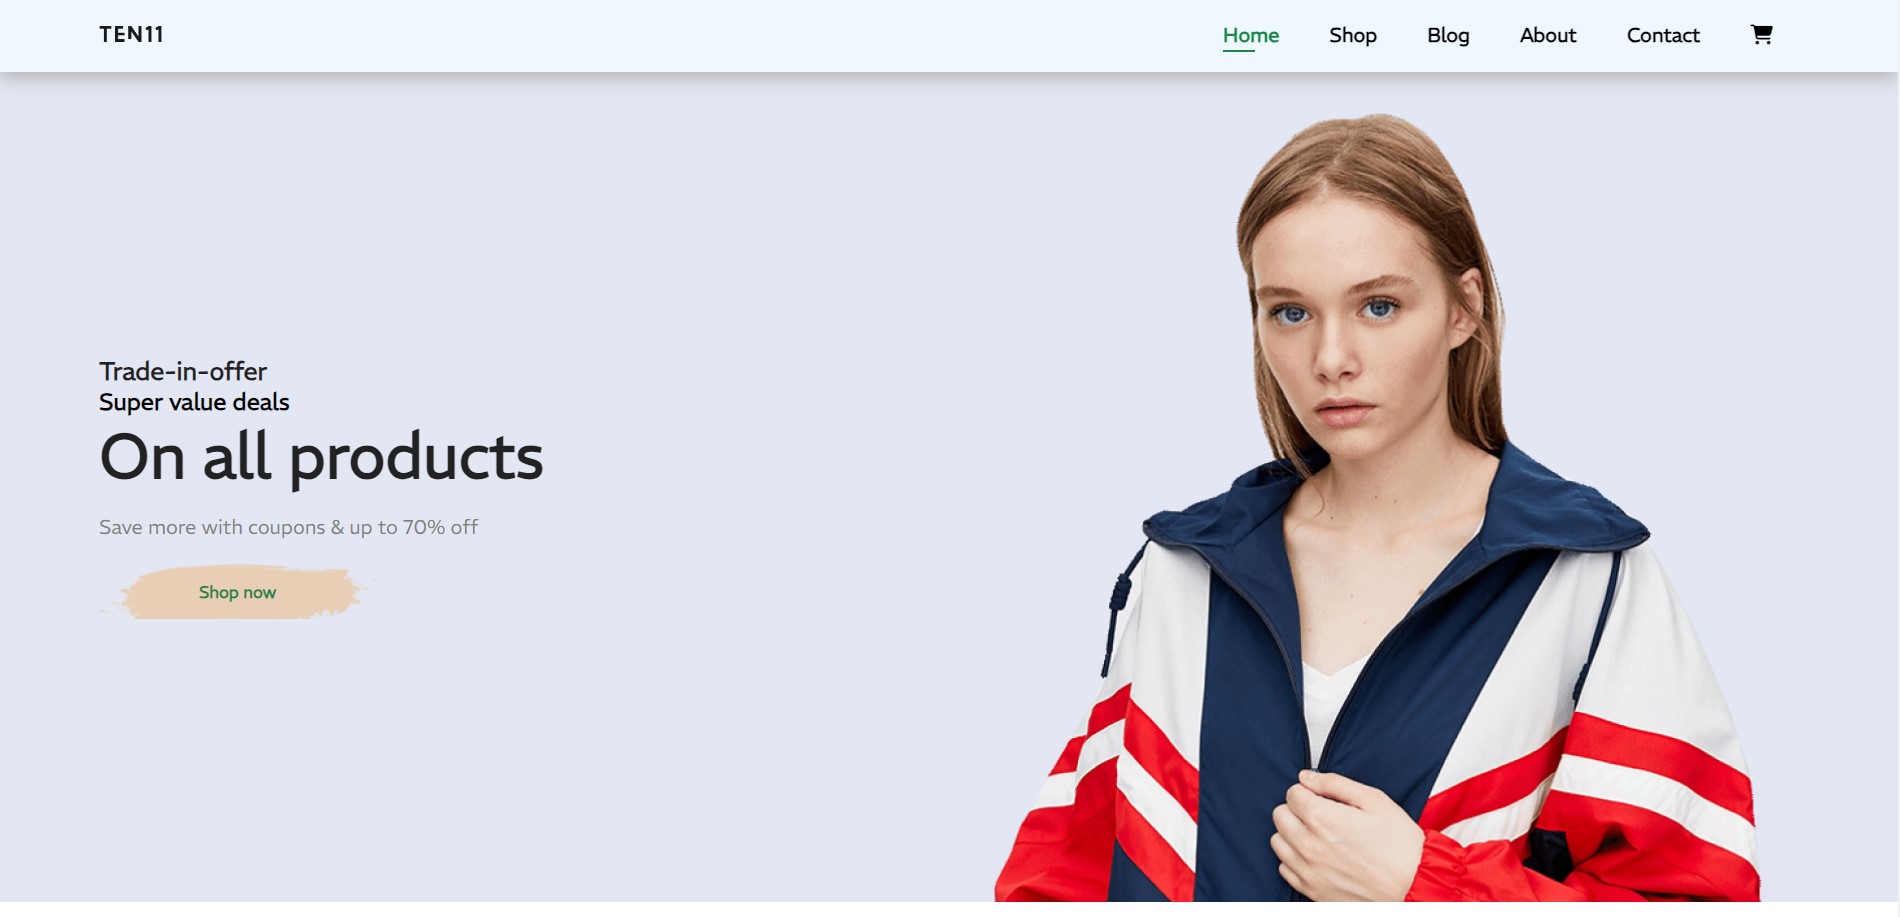 TEN11
Home Shop Blog About Contact
Trade-in-offer
Super value deals
On all products
Save more with coupons & up to 70% off
Shop now